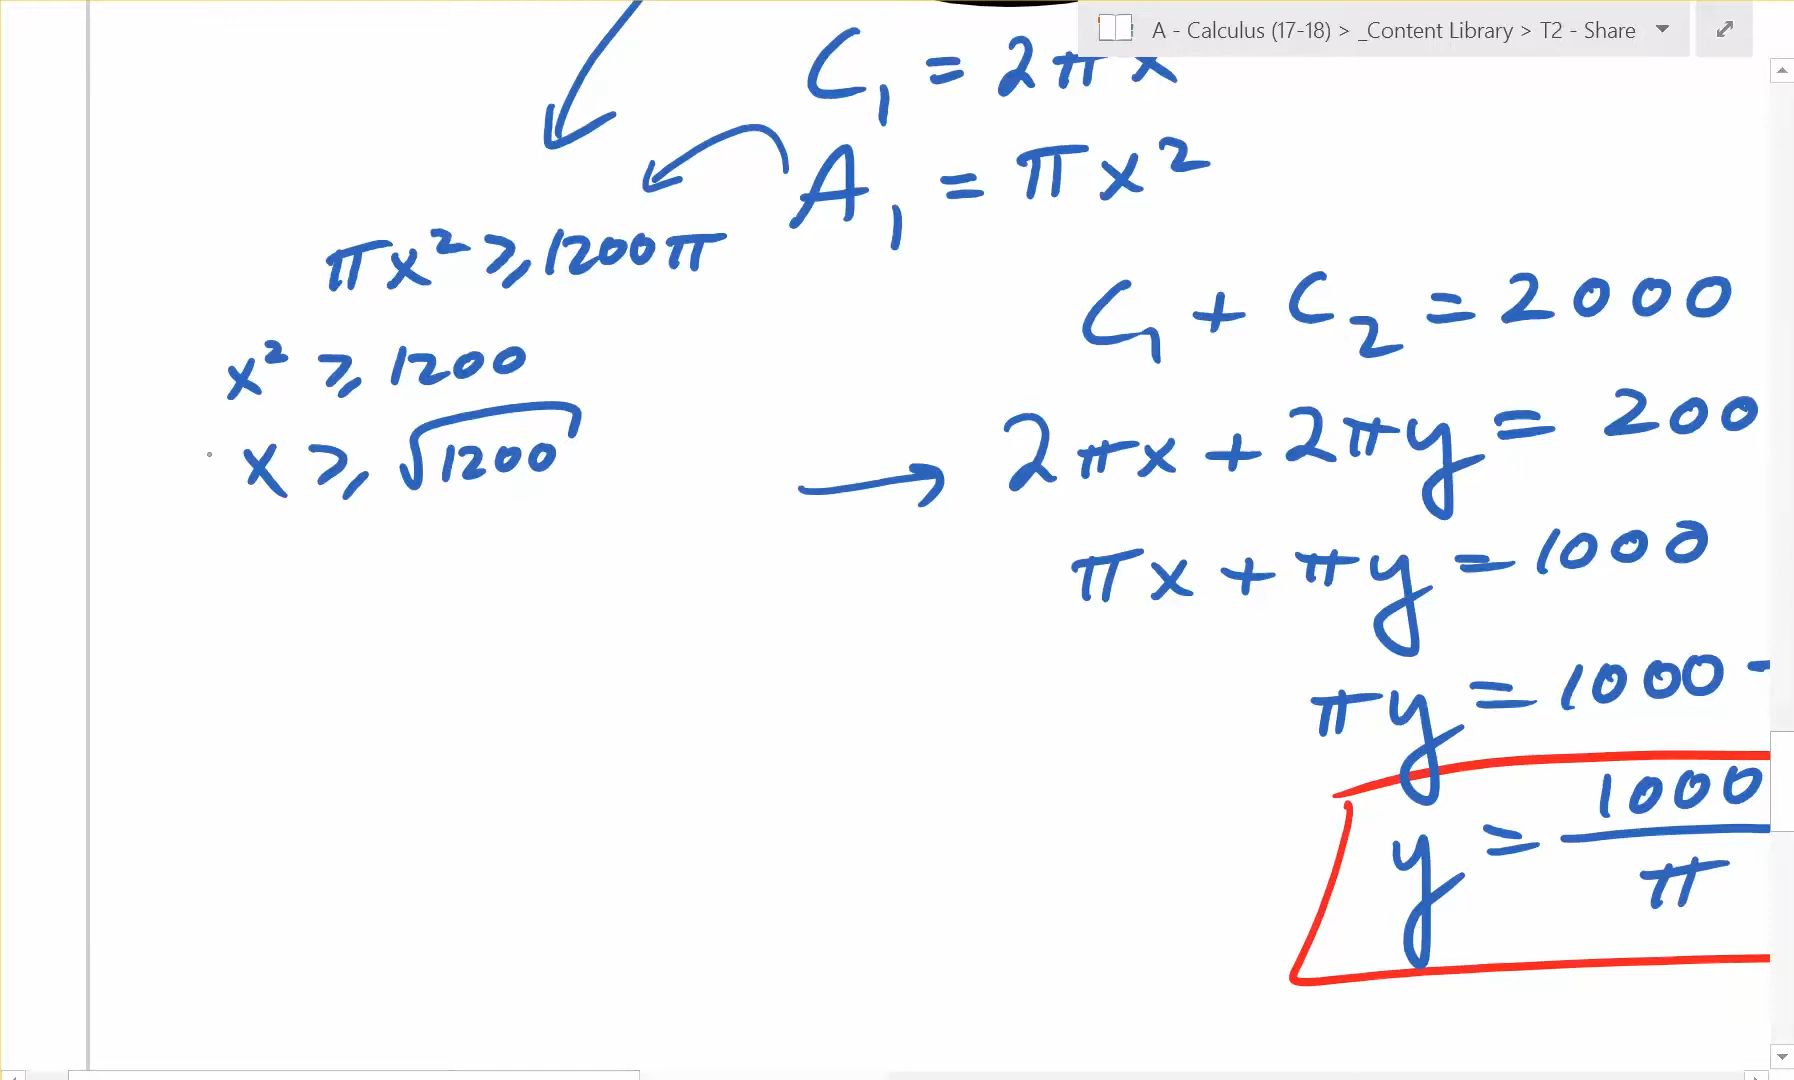 A - Calculus (17-18) > _Content Library > T2 - Share
C₁ = 2πx
A₁ = πx²
πx² ≥ 1200π
C₁ + C₂ = 2000
x² ≥ 1200
2πx + 2πy = 200
x ≥ √1200
πx + πy = 1000
πy = 1000 -
y = 1000/π